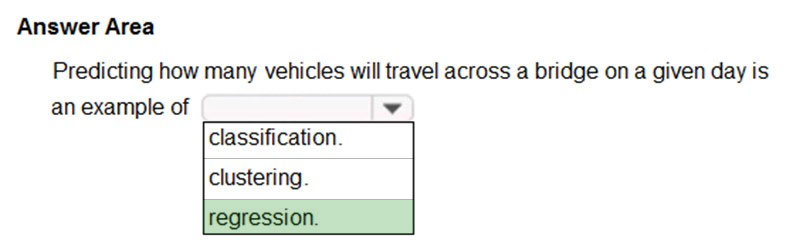 Answer Area
Predicting how many vehicles will travel across a bridge on a given day is
an example of
classification.
clustering.
regression.